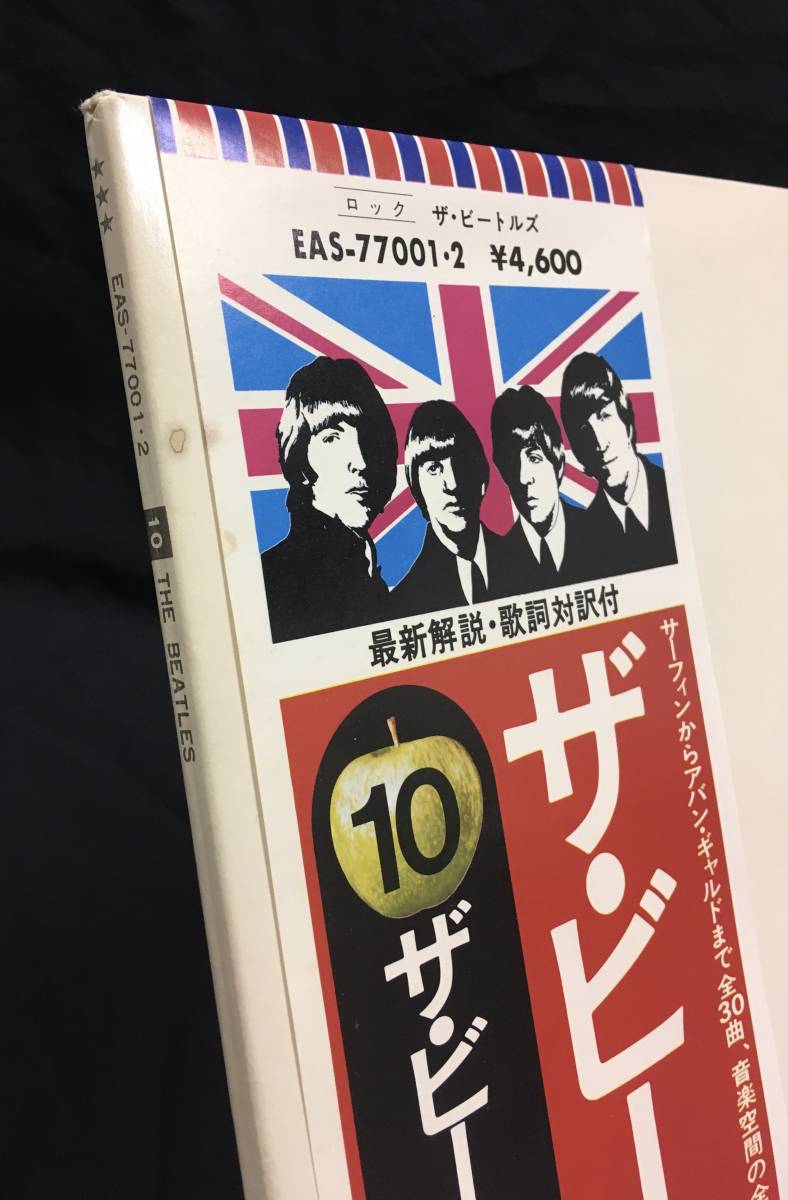 ★★★ EAS-77001・2 10 THE BEATLES
ロック ザ・ビートルズ
EAS-77001・2 ¥4,600
最新解説・歌詞対訳付
サーフィンからアバン・ギャルドまで全30曲、音楽空間の全
ザ・ビー
10
ザ・ビー